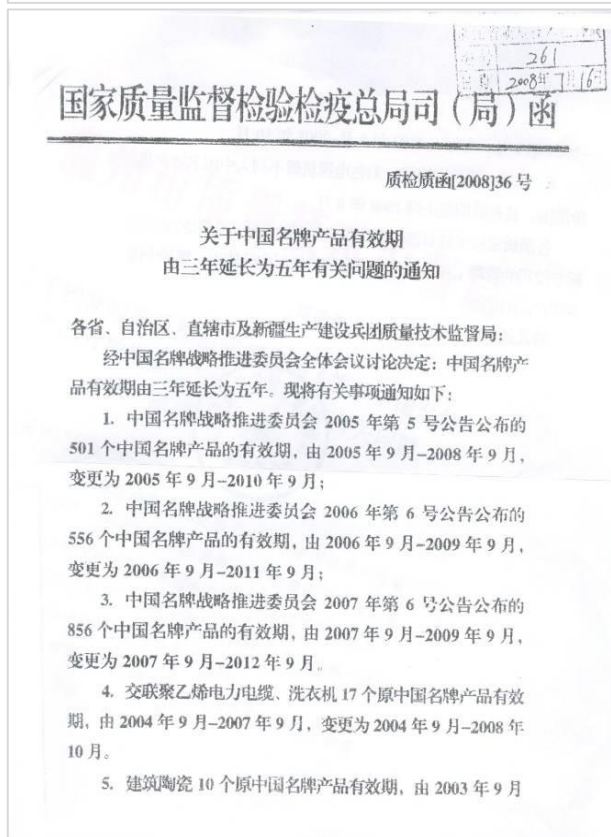 261
2008年7月16
国家质量监督检验检疫总局司（局）函
质检质函[2008]36号
关于中国名牌产品有效期
由三年延长为五年有关问题的通知
各省、自治区、直辖市及新疆生产建设兵团质量技术监督局：
经中国名牌战略推进委员会全体会议讨论决定：中国名牌产
品有效期由三年延长为五年。现将有关事项通知如下：
1. 中国名牌战略推进委员会 2005 年第 5 号公告公布的
501 个中国名牌产品的有效期，由 2005 年 9 月–2008 年 9 月，
变更为 2005 年 9 月–2010 年 9 月；
2. 中国名牌战略推进委员会 2006 年第 6 号公告公布的
556 个中国名牌产品的有效期，由 2006 年 9 月–2009 年 9 月，
变更为 2006 年 9 月–2011 年 9 月；
3. 中国名牌战略推进委员会 2007 年第 6 号公告公布的
856 个中国名牌产品的有效期，由 2007 年 9 月–2009 年 9 月，
变更为 2007 年 9 月–2012 年 9 月。
4. 交联聚乙烯电力电缆、洗衣机 17 个原中国名牌产品有效
期，由 2004 年 9 月–2007 年 9 月，变更为 2004 年 9 月–2008 年
10 月。
5. 建筑陶瓷 10 个原中国名牌产品有效期，由 2003 年 9 月